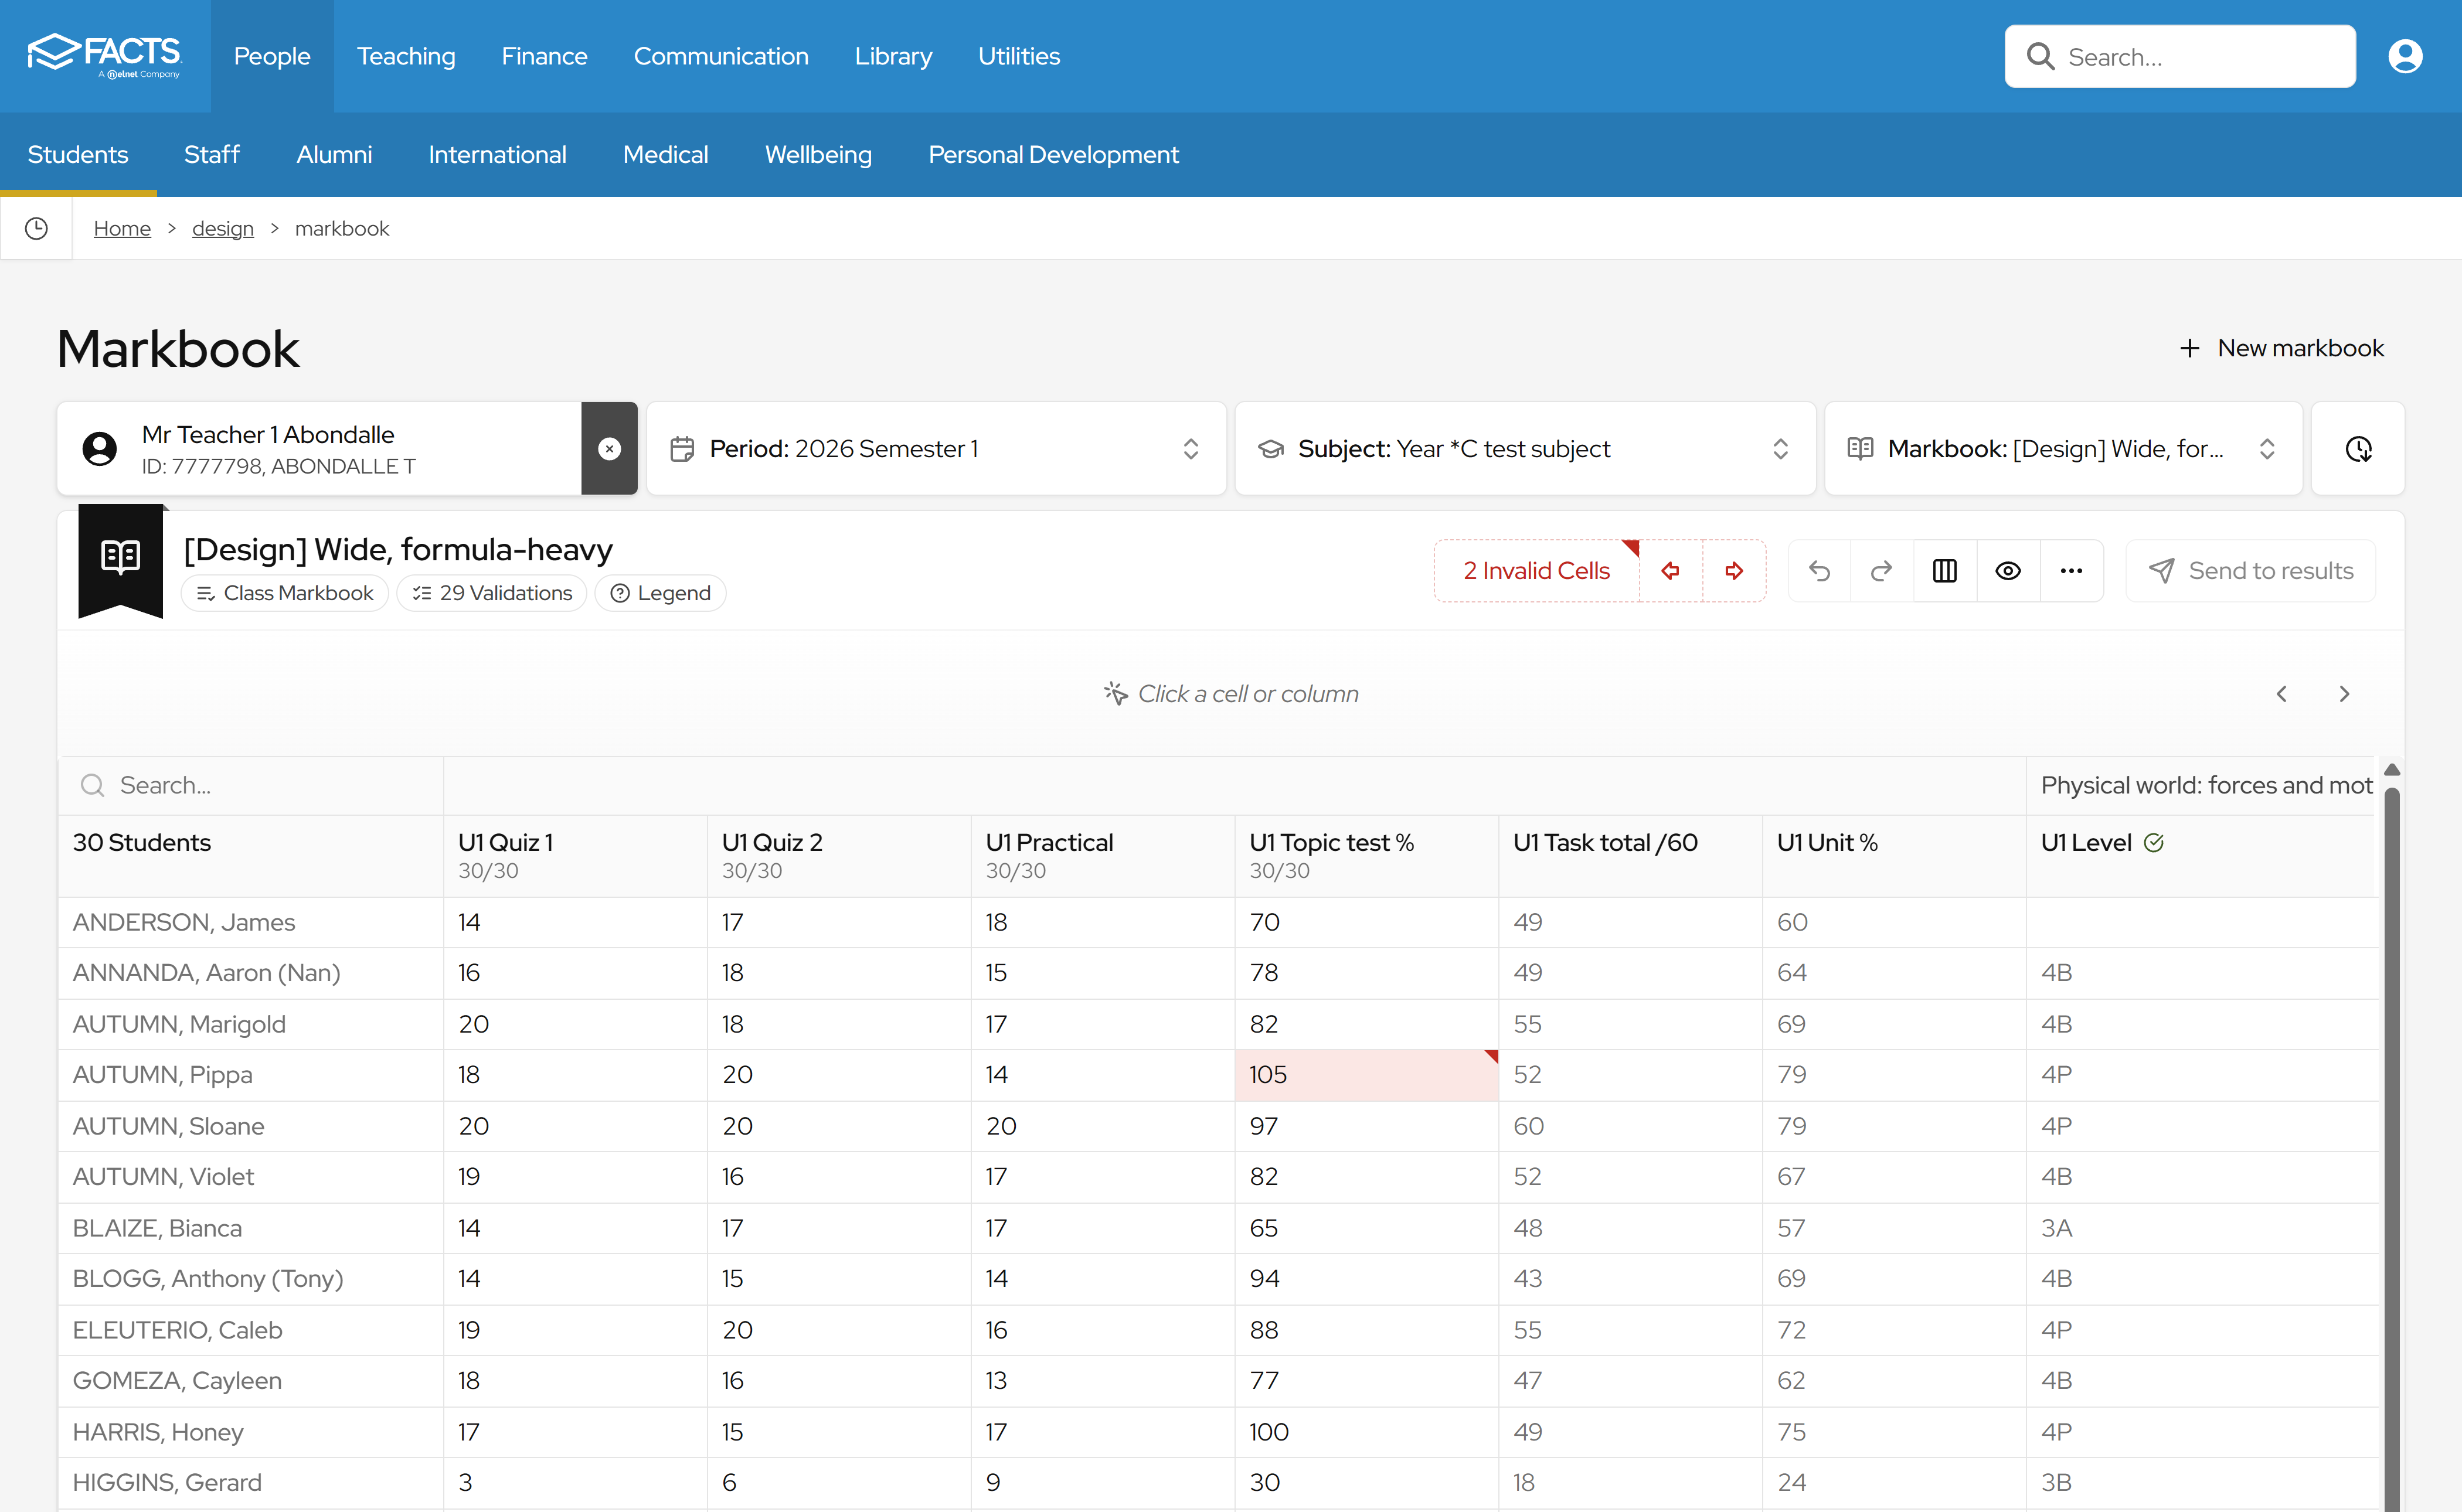 FACTS
A nelnet Company
People Teaching Finance Communication Library Utilities
Search...
Students Staff Alumni International Medical Wellbeing Personal Development
Home > design > markbook
Markbook
+ New markbook
Mr Teacher 1 Abondalle
ID: 7777798, ABONDALLE T
Period: 2026 Semester 1
Subject: Year *C test subject
Markbook: [Design] Wide, for...
[Design] Wide, formula-heavy
Class Markbook
29 Validations
Legend
2 Invalid Cells
Send to results
Click a cell or column
Search... Physical world: forces and mot
30 Students U1 Quiz 1 U1 Quiz 2 U1 Practical U1 Topic test % U1 Task total /60 U1 Unit % U1 Level
30/30 30/30 30/30 30/30
ANDERSON, James 14 17 18 70 49 60
ANNANDA, Aaron (Nan) 16 18 15 78 49 64 4B
AUTUMN, Marigold 20 18 17 82 55 69 4B
AUTUMN, Pippa 18 20 14 105 52 79 4P
AUTUMN, Sloane 20 20 20 97 60 79 4P
AUTUMN, Violet 19 16 17 82 52 67 4B
BLAIZE, Bianca 14 17 17 65 48 57 3A
BLOGG, Anthony (Tony) 14 15 14 94 43 69 4B
ELEUTERIO, Caleb 19 20 16 88 55 72 4P
GOMEZA, Cayleen 18 16 13 77 47 62 4B
HARRIS, Honey 17 15 17 100 49 75 4P
HIGGINS, Gerard 3 6 9 30 18 24 3B